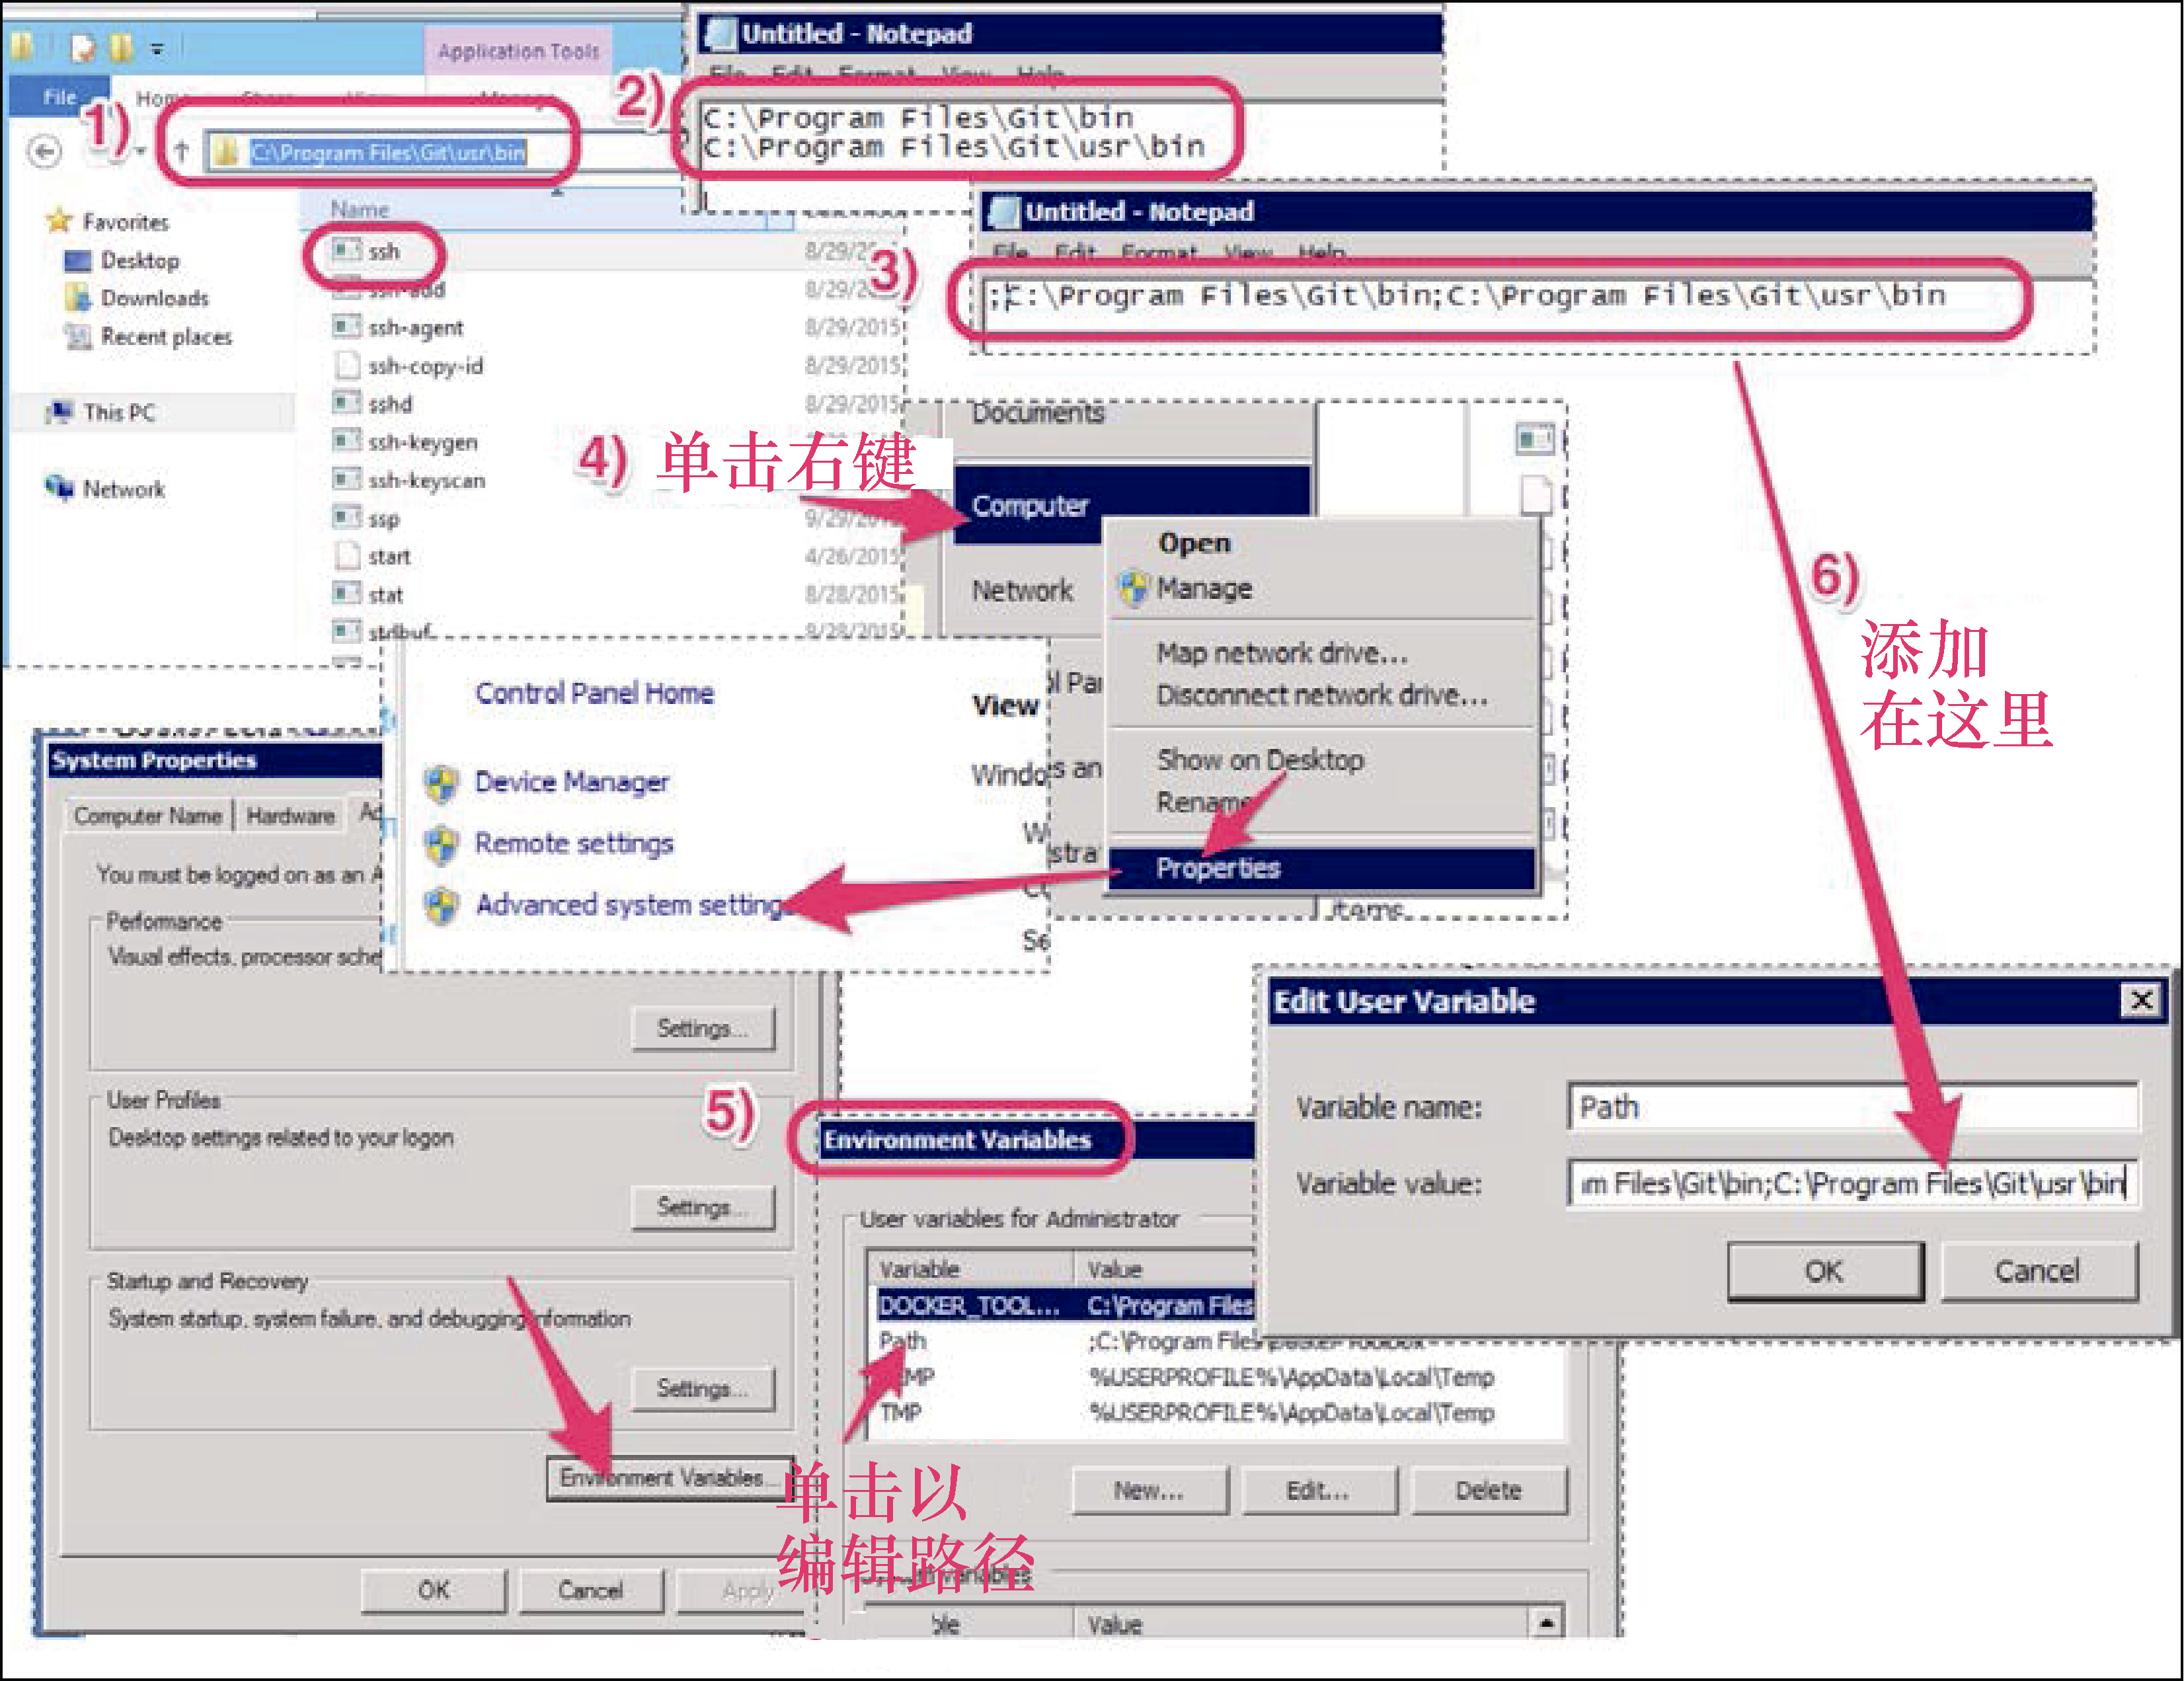 Application Tools
File
Home
1)
C:\Program Files\Git\usr\bin
Favorites
Desktop
Downloads
Recent places
This PC
Network
Name
ssh
8/29/2
ssh-add
8/29/2
ssh-agent
8/29/2015
ssh-copy-id
8/29/2015
sshd
8/29/2015
ssh-keygen
ssh-keyscan
ssp
9/29/2015
start
4/26/2015
stat
8/28/2015
stdbuf
8/28/2015
2)
Untitled - Notepad
File Edit Format View Help
C:\Program Files\Git\bin
C:\Program Files\Git\usr\bin
3)
Untitled - Notepad
File Edit Format View Help
;C:\Program Files\Git\bin;C:\Program Files\Git\usr\bin
4) 单击右键
Documents
Computer
Network
Open
Manage
Map network drive...
Disconnect network drive...
Show on Desktop
Rename
Properties
items
Control Panel Home
Device Manager
Remote settings
Advanced system settings
View
Windo
System Properties
Computer Name
Hardware
Ad
You must be logged on as an A
Performance
Visual effects, processor sche
Settings...
User Profiles
Desktop settings related to your logon
Settings...
Startup and Recovery
System startup, system failure, and debugging information
Settings...
Environment Variables...
OK
Cancel
Apply
5)
Environment Variables
User variables for Administrator
Variable
Value
DOCKER_TOOL...
C:\Program Files
Path
;C:\Program Files\Docker Toolbox
TEMP
%USERPROFILE%\AppData\Local\Temp
TMP
%USERPROFILE%\AppData\Local\Temp
New...
Edit...
Delete
单击以
编辑路径
Value
6)
添加
在这里
Edit User Variable
Variable name:
Path
Variable value:
am Files\Git\bin;C:\Program Files\Git\usr\bin
OK
Cancel